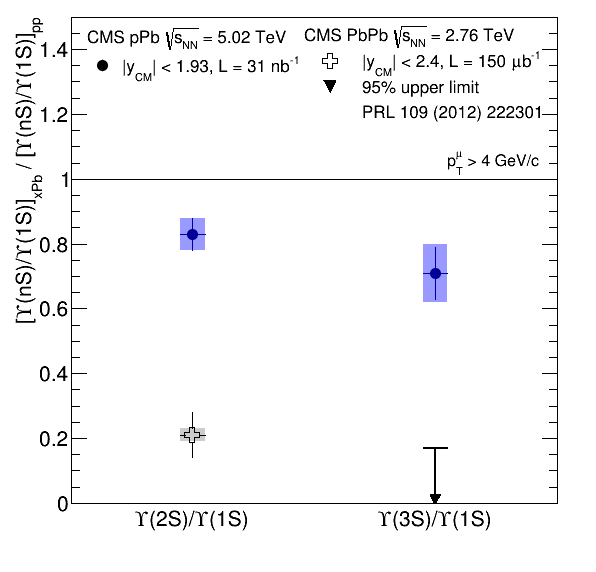 CMS pPb √s_NN = 5.02 TeV
|y_CM| < 1.93, L = 31 nb⁻¹
CMS PbPb √s_NN = 2.76 TeV
|y_CM| < 2.4, L = 150 μb⁻¹
95% upper limit
PRL 109 (2012) 222301
p_T^μ > 4 GeV/c
[ϒ(nS)/ϒ(1S)]_xPb / [ϒ(nS)/ϒ(1S)]_pp
1.4
1.2
1
0.8
0.6
0.4
0.2
0
ϒ(2S)/ϒ(1S)
ϒ(3S)/ϒ(1S)